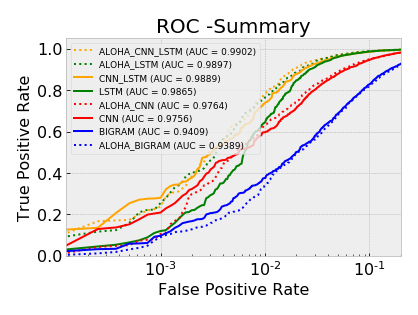 ROC -Summary
True Positive Rate
1.0
0.8
0.6
0.4
0.2
0.0
ALOHA_CNN_LSTM (AUC = 0.9902)
ALOHA_LSTM (AUC = 0.9897)
CNN_LSTM (AUC = 0.9889)
LSTM (AUC = 0.9865)
ALOHA_CNN (AUC = 0.9764)
CNN (AUC = 0.9756)
BIGRAM (AUC = 0.9409)
ALOHA_BIGRAM (AUC = 0.9389)
10⁻³ 10⁻² 10⁻¹
False Positive Rate